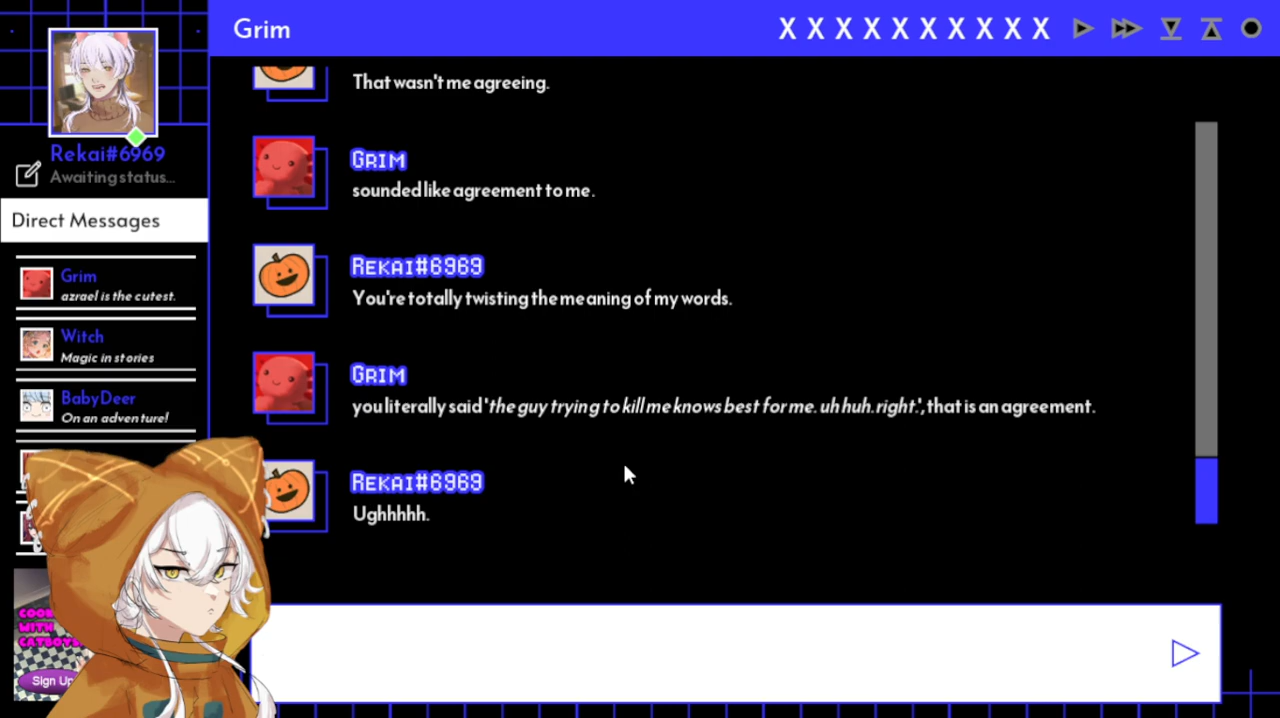 Grim
X X X X X X X X X X
Rekai#6969
Awaiting status...
Direct Messages
Grim
azrael is the cutest.
Witch
Magic in stories
BabyDeer
On an adventure!
COOK
WITH
CATBOYS
Sign Up
That wasn't me agreeing.
GRIM
sounded like agreement to me.
REKAI#6969
You're totally twisting the meaning of my words.
GRIM
you literally said 'the guy trying to kill me knows best for me. uh huh. right.', that is an agreement.
REKAI#6969
Ughhhhh.